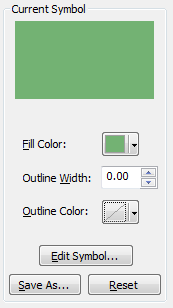 Current Symbol
Fill Color:
Outline Width: 0.00
Outline Color:
Edit Symbol...
Save As... Reset